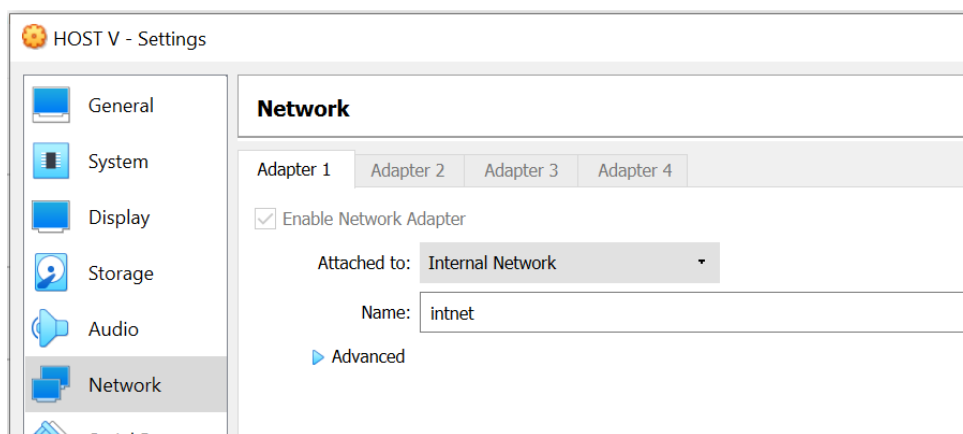 HOST V - Settings
General
System
Display
Storage
Audio
Network
Network
Adapter 1 Adapter 2 Adapter 3 Adapter 4
Enable Network Adapter
Attached to: Internal Network
Name: intnet
Advanced